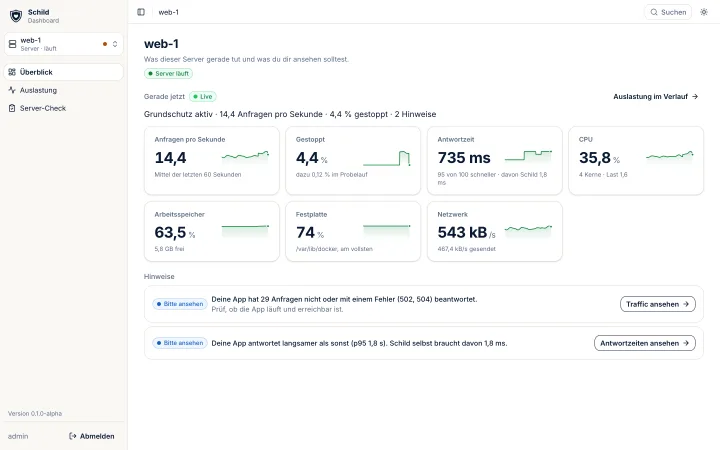 Schild
Dashboard
web-1
Server · läuft
Überblick
Auslastung
Server-Check
Version 0.1.0-alpha
admin
Abmelden
web-1
Suchen
web-1
Was dieser Server gerade tut und was du dir ansehen solltest.
Server läuft
Gerade jetzt
Live
Auslastung im Verlauf →
Grundschutz aktiv · 14,4 Anfragen pro Sekunde · 4,4 % gestoppt · 2 Hinweise
Anfragen pro Sekunde
14,4
Mittel der letzten 60 Sekunden
Gestoppt
4,4 %
dazu 0,12 % im Probelauf
Antwortzeit
735 ms
95 von 100 schneller · davon Schild 1,8
ms
CPU
35,8 %
4 Kerne · Last 1,6
Arbeitsspeicher
63,5 %
5,6 GB frei
Festplatte
74 %
/var/lib/docker, am vollsten
Netzwerk
543 kB /s
467,4 kB/s gesendet
Hinweise
Bitte ansehen
Deine App hat 29 Anfragen nicht oder mit einem Fehler (502, 504) beantwortet.
Prüf, ob die App läuft und erreichbar ist.
Traffic ansehen →
Bitte ansehen
Deine App antwortet langsamer als sonst (p95 1,8 s). Schild selbst braucht davon 1,8 ms.
Antwortzeiten ansehen →